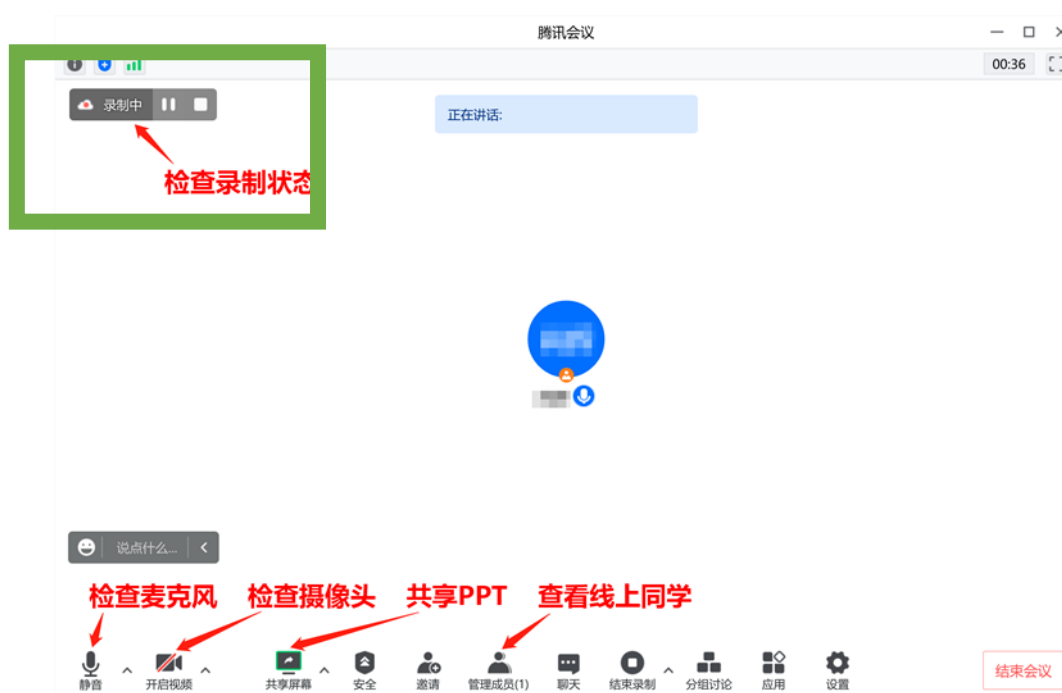 腾讯会议
00:36
录制中
正在讲话:
检查录制状态
说点什么...
检查麦克风 检查摄像头 共享PPT 查看线上同学
静音 开启视频 共享屏幕 安全 邀请 管理成员(1) 聊天 结束录制 分组讨论 应用 设置 结束会议